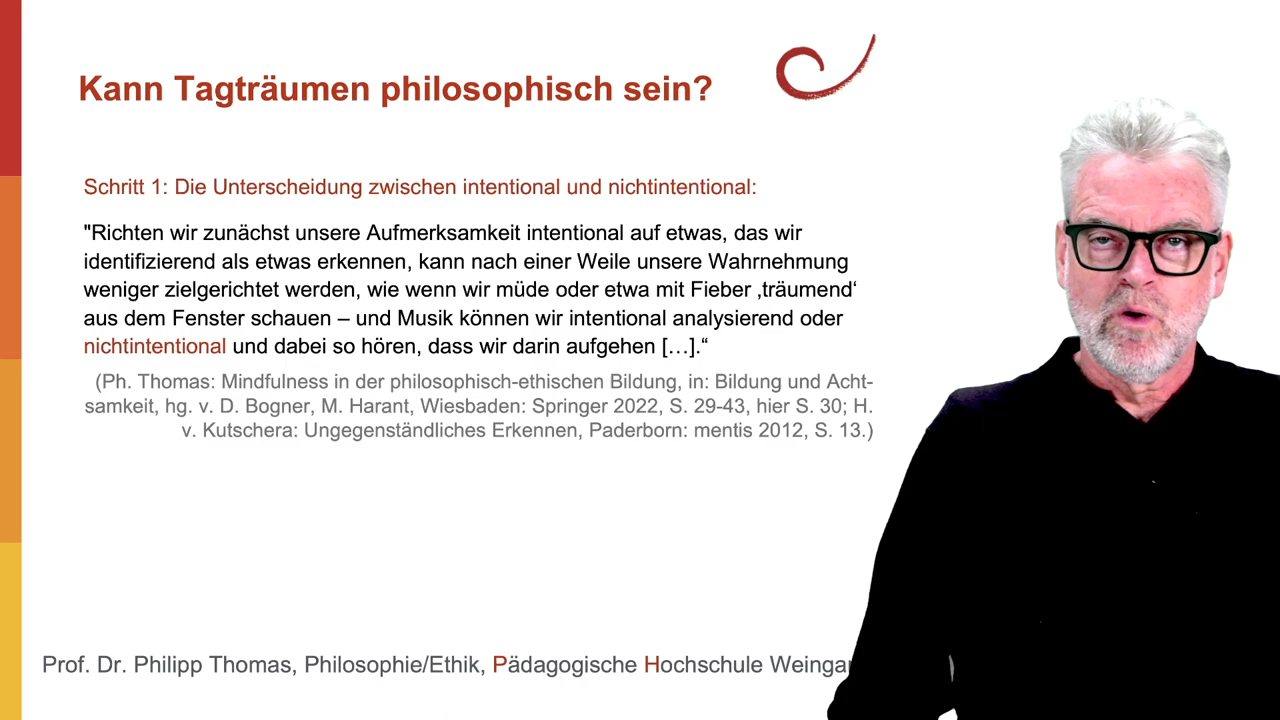 Kann Tagträumen philosophisch sein?
Schritt 1: Die Unterscheidung zwischen intentional und nichtintentional:
"Richten wir zunächst unsere Aufmerksamkeit intentional auf etwas, das wir
identifizierend als etwas erkennen, kann nach einer Weile unsere Wahrnehmung
weniger zielgerichtet werden, wie wenn wir müde oder etwa mit Fieber ‚träumend‘
aus dem Fenster schauen – und Musik können wir intentional analysierend oder
nichtintentional und dabei so hören, dass wir darin aufgehen […].“
(Ph. Thomas: Mindfulness in der philosophisch-ethischen Bildung, in: Bildung und Acht-
samkeit, hg. v. D. Bogner, M. Harant, Wiesbaden: Springer 2022, S. 29-43, hier S. 30; H.
v. Kutschera: Ungegenständliches Erkennen, Paderborn: mentis 2012, S. 13.)
Prof. Dr. Philipp Thomas, Philosophie/Ethik, Pädagogische Hochschule